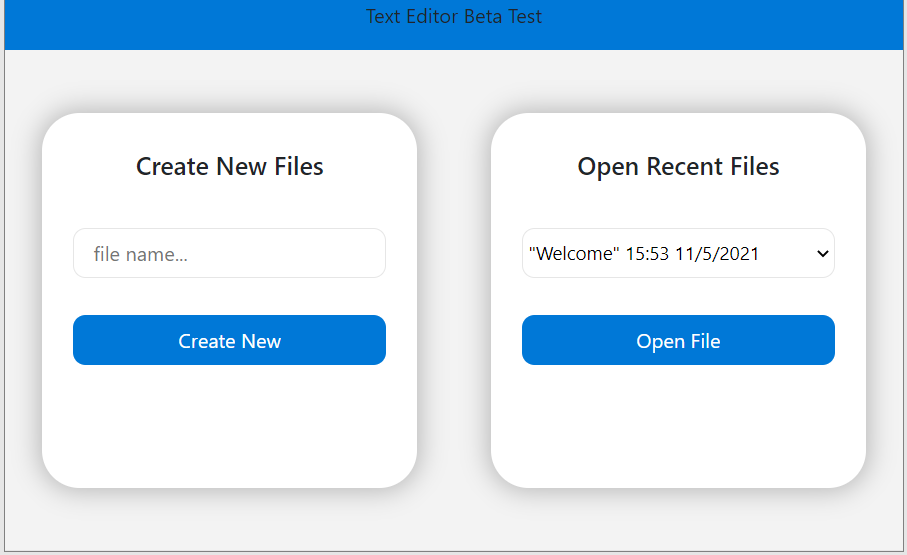 Text Editor Beta Test
Create New Files
file name...
Create New
Open Recent Files
"Welcome" 15:53 11/5/2021
Open File